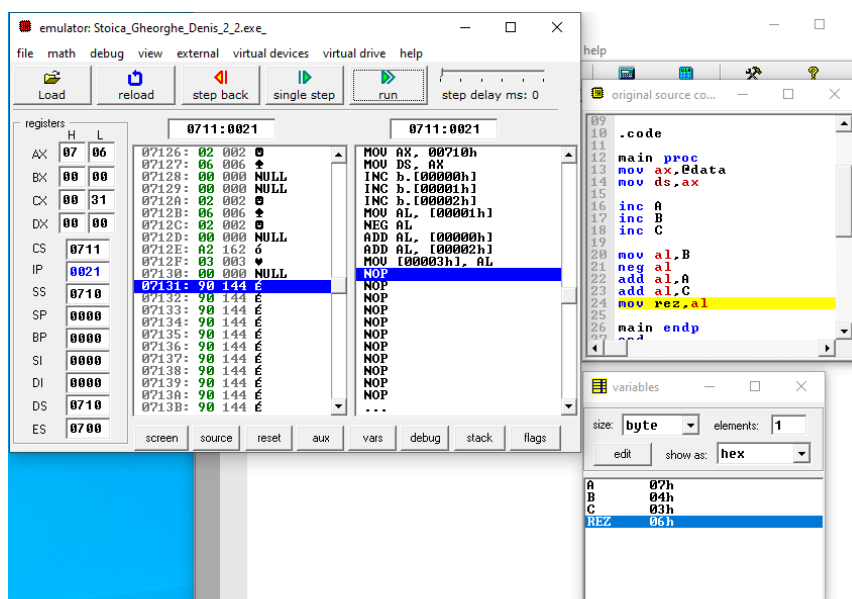 emulator: Stoica_Gheorghe_Denis_2_2.exe_
file math debug view external virtual devices virtual drive help
Load reload step back single step run step delay ms: 0
registers
H L
AX 07 06
BX 00 00
CX 00 31
DX 00 00
CS 0711
IP 0021
SS 0710
SP 0000
BP 0000
SI 0000
DI 0000
DS 0710
ES 0700
0711:0021
07126: 02 002
07127: 06 006
07128: 00 000 NULL
07129: 00 000 NULL
0712A: 02 002
0712B: 06 006
0712C: 02 002
0712D: 00 000 NULL
0712E: A2 162 ó
0712F: 03 003 ♥
07130: 00 000 NULL
07131: 90 144 É
07132: 90 144 É
07133: 90 144 É
07134: 90 144 É
07135: 90 144 É
07136: 90 144 É
07137: 90 144 É
07138: 90 144 É
07139: 90 144 É
0713A: 90 144 É
0713B: 90 144 É
0711:0021
MOV AX, 00710h
MOV DS, AX
INC b.[00000h]
INC b.[00001h]
INC b.[00002h]
MOV AL, [00001h]
NEG AL
ADD AL, [00000h]
ADD AL, [00002h]
MOV [00003h], AL
NOP
NOP
NOP
NOP
NOP
NOP
NOP
NOP
NOP
NOP
NOP
...
screen source reset aux vars debug stack flags
help
original source co...
09
10 .code
11
12 main proc
13 mov ax,@data
14 mov ds,ax
15
16 inc A
17 inc B
18 inc C
19
20 mov al,B
21 neg al
22 add al,A
23 add al,C
24 mov rez,al
25
26 main endp
27 end
variables
size: byte elements: 1
edit show as: hex
A 07h
B 04h
C 03h
REZ 06h